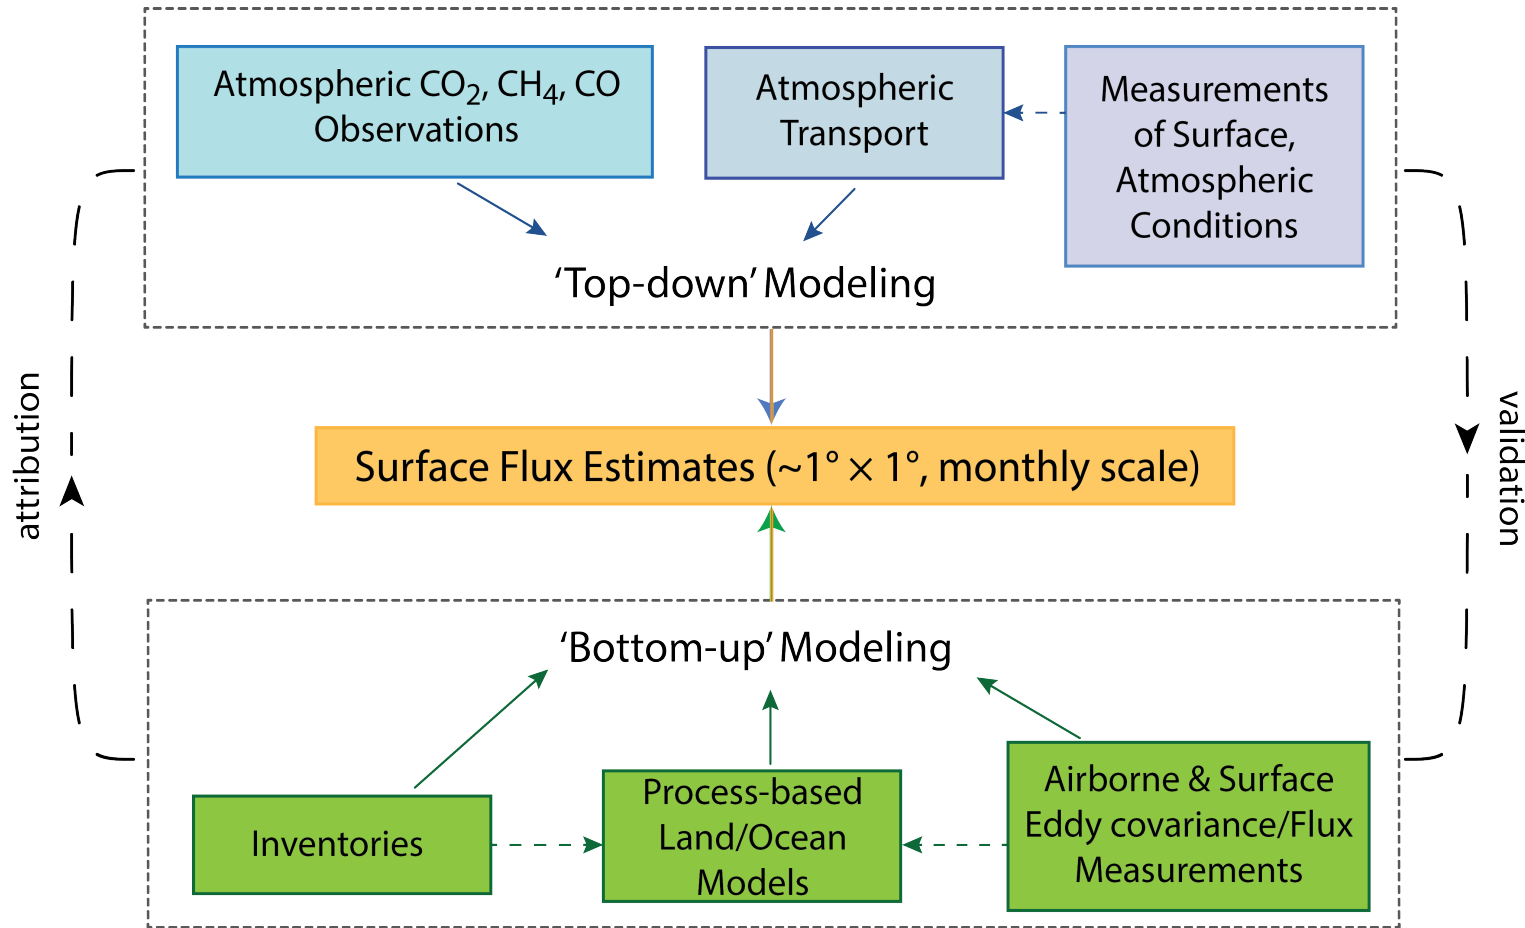 Atmospheric CO₂, CH₄, CO
Observations
Atmospheric
Transport
Measurements
of Surface,
Atmospheric
Conditions
‘Top-down’ Modeling
attribution
validation
Surface Flux Estimates (~1° × 1°, monthly scale)
‘Bottom-up’ Modeling
Inventories
Process-based
Land/Ocean
Models
Airborne & Surface
Eddy covariance/Flux
Measurements